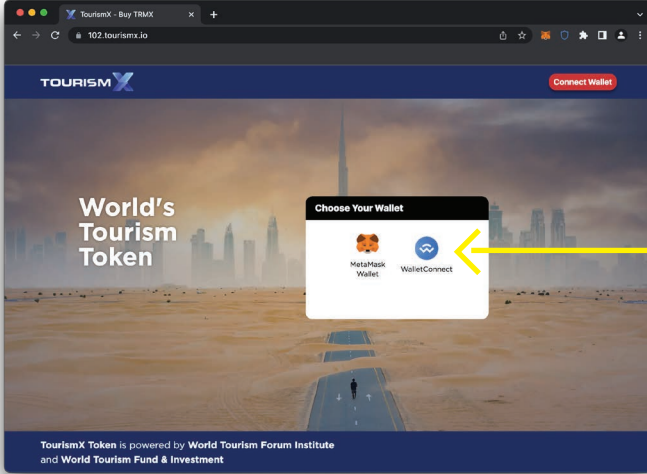 TourismX - Buy TRMX
102.tourismx.io
TOURISMX
Connect Wallet
World's
Tourism
Token
Choose Your Wallet
MetaMask
Wallet
WalletConnect
TourismX Token is powered by World Tourism Forum Institute
and World Tourism Fund & Investment